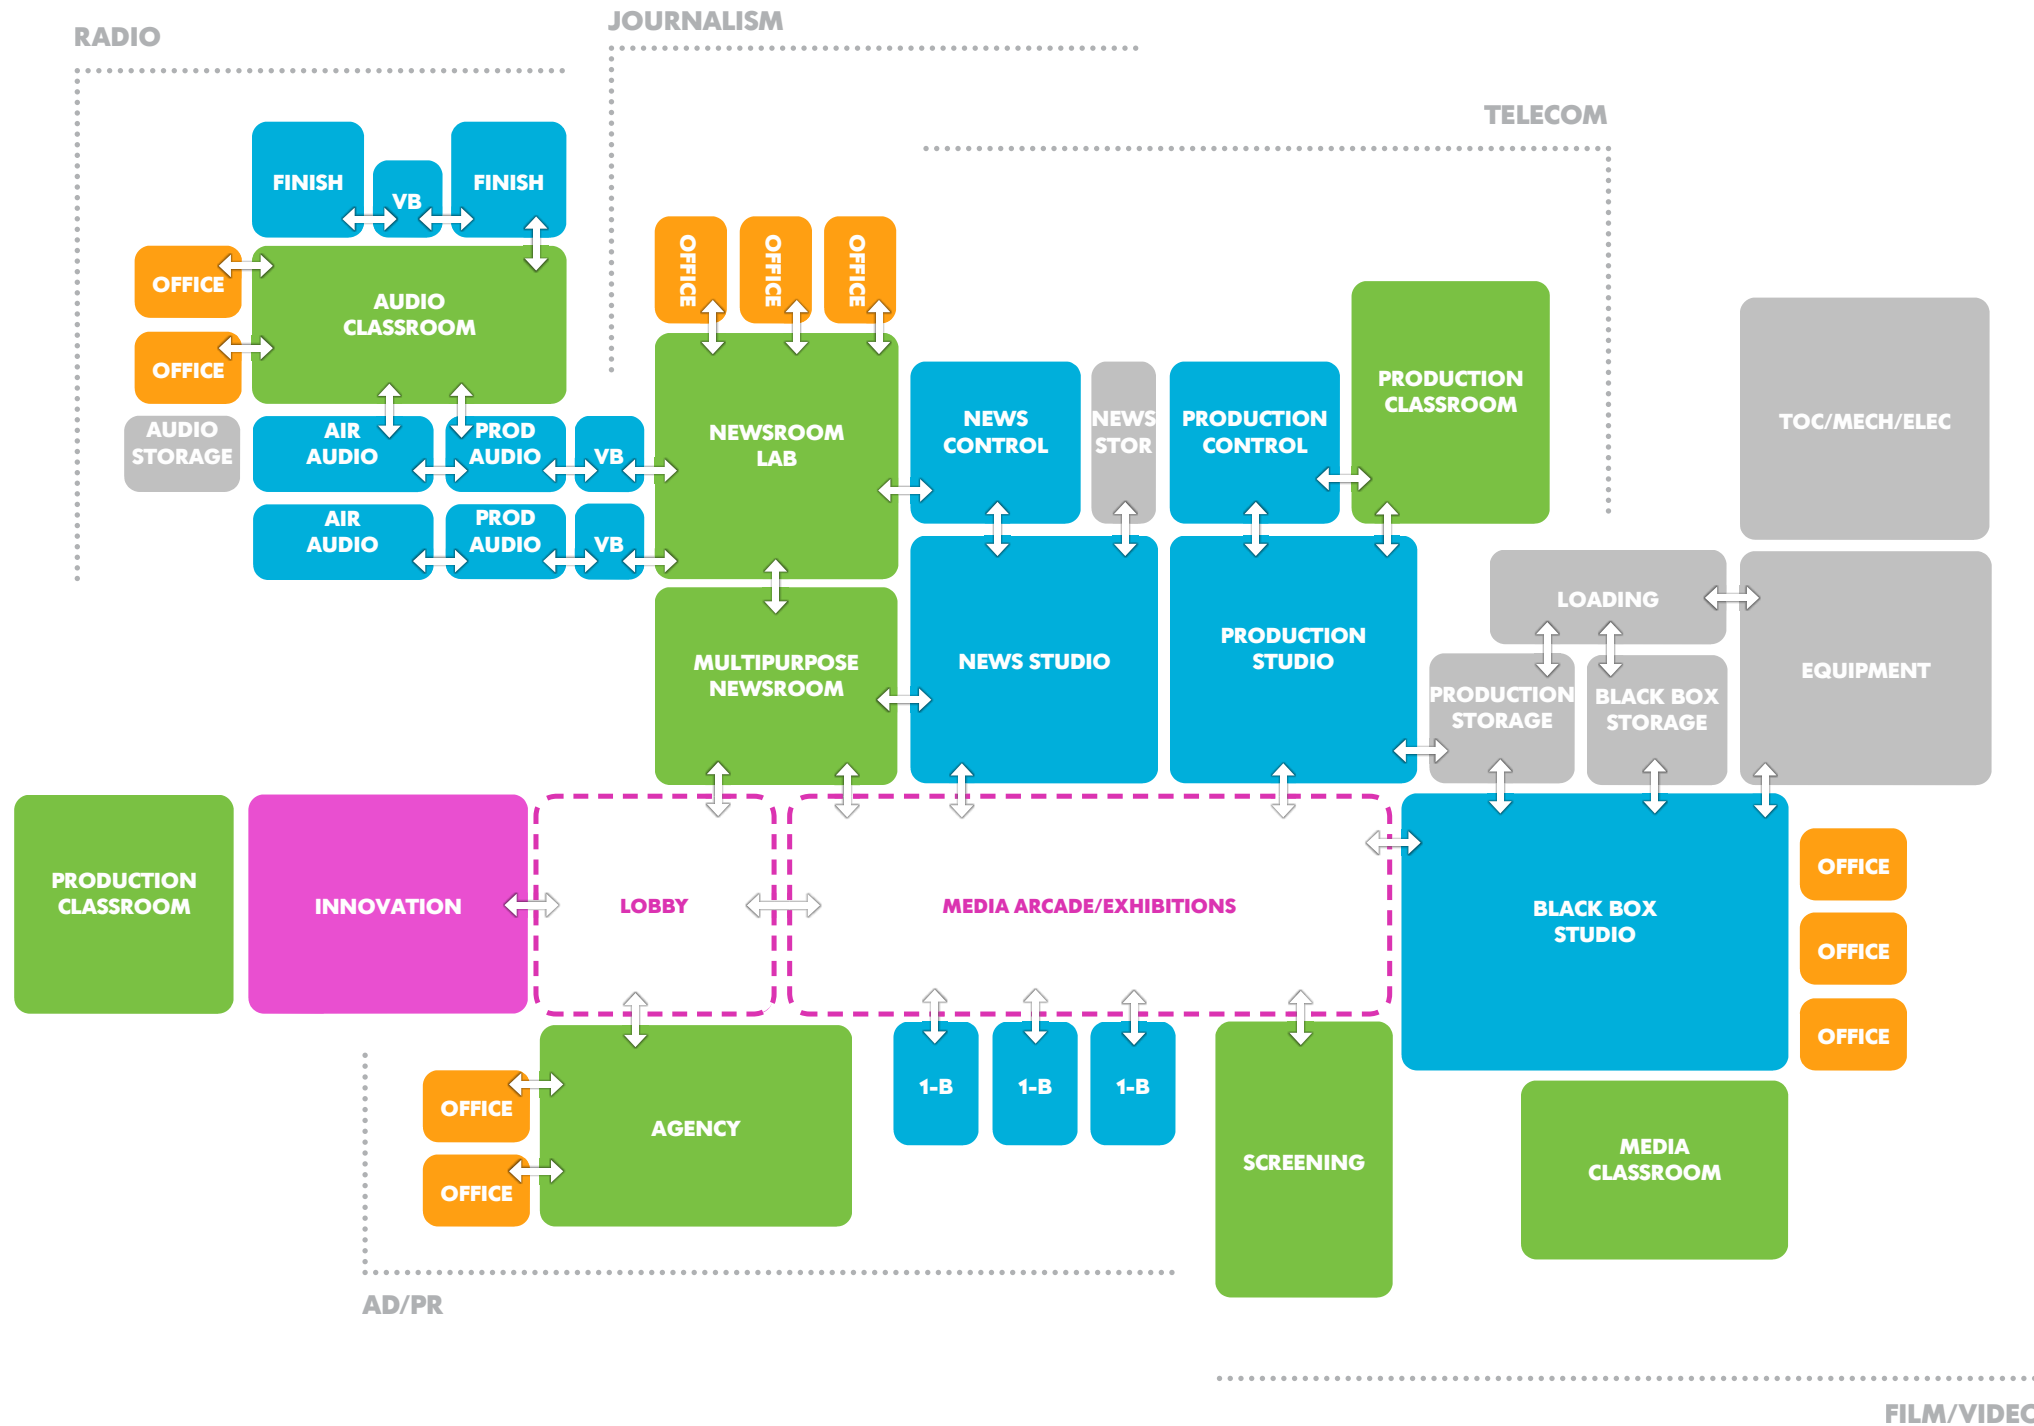 JOURNALISM
RADIO
TELECOM
FINISH
VB
FINISH
OFFICE
OFFICE
AUDIO
CLASSROOM
AUDIO
STORAGE
AIR
AUDIO
PROD
AUDIO
VB
AIR
AUDIO
PROD
AUDIO
VB
OFFICE
OFFICE
OFFICE
NEWSROOM
LAB
NEWS
CONTROL
NEWS
STOR
PRODUCTION
CONTROL
PRODUCTION
CLASSROOM
TOC/MECH/ELEC
MULTIPURPOSE
NEWSROOM
NEWS STUDIO
PRODUCTION
STUDIO
LOADING
PRODUCTION
STORAGE
BLACK BOX
STORAGE
EQUIPMENT
PRODUCTION
CLASSROOM
INNOVATION
LOBBY
MEDIA ARCADE/EXHIBITIONS
BLACK BOX
STUDIO
OFFICE
OFFICE
OFFICE
OFFICE
OFFICE
AGENCY
1-B
1-B
1-B
SCREENING
MEDIA
CLASSROOM
AD/PR
FILM/VIDEO